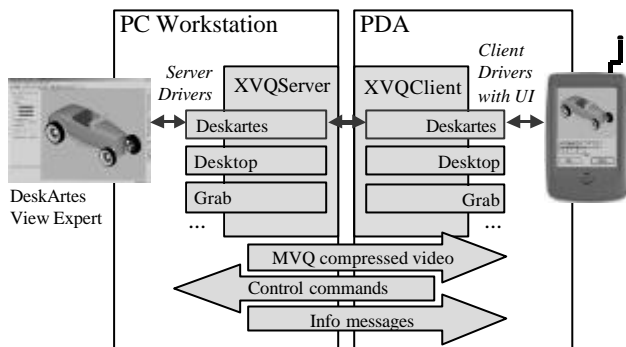 PC Workstation
PDA
Server
Drivers
XVQServer
XVQClient
Client
Drivers
with UI
Deskartes
Deskartes
Desktop
Desktop
Grab
Grab
...
...
DeskArtes
View Expert
MVQ compressed video
Control commands
Info messages